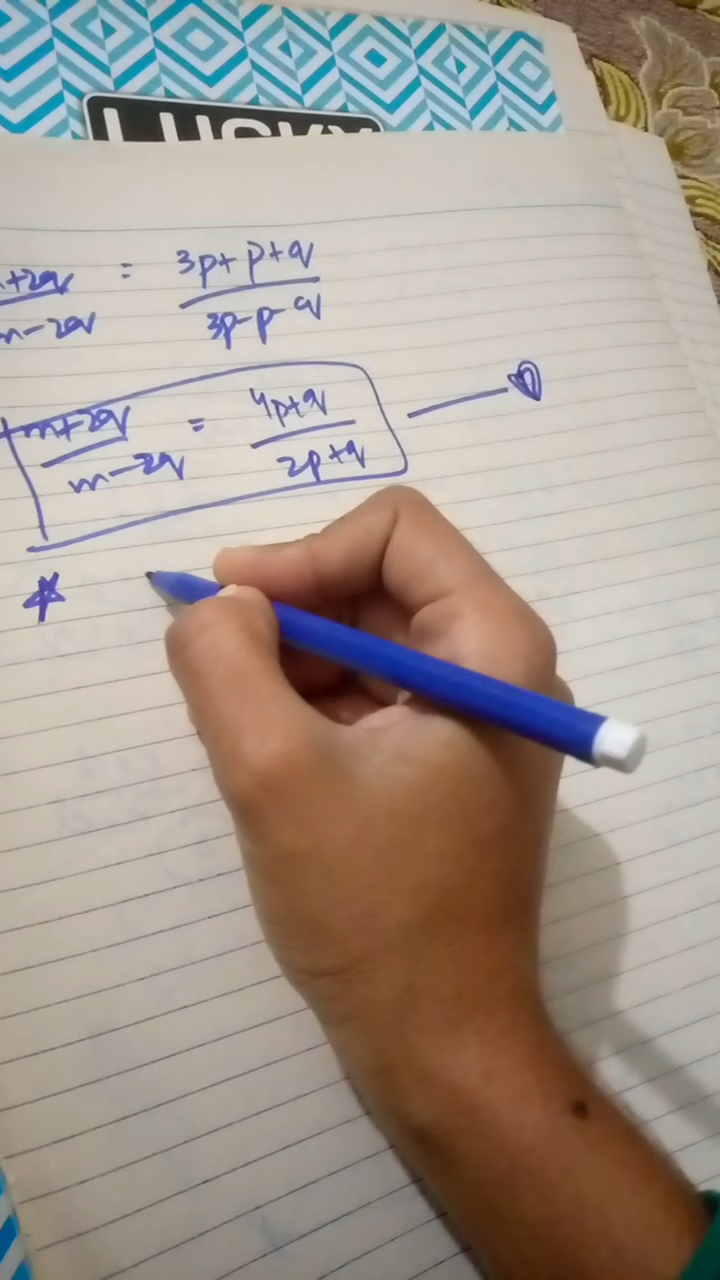 LUCKY
+2q/m-2q = 3p+p+q/3p-p-q
m+2q/m-2q = 4p+q/2p+q